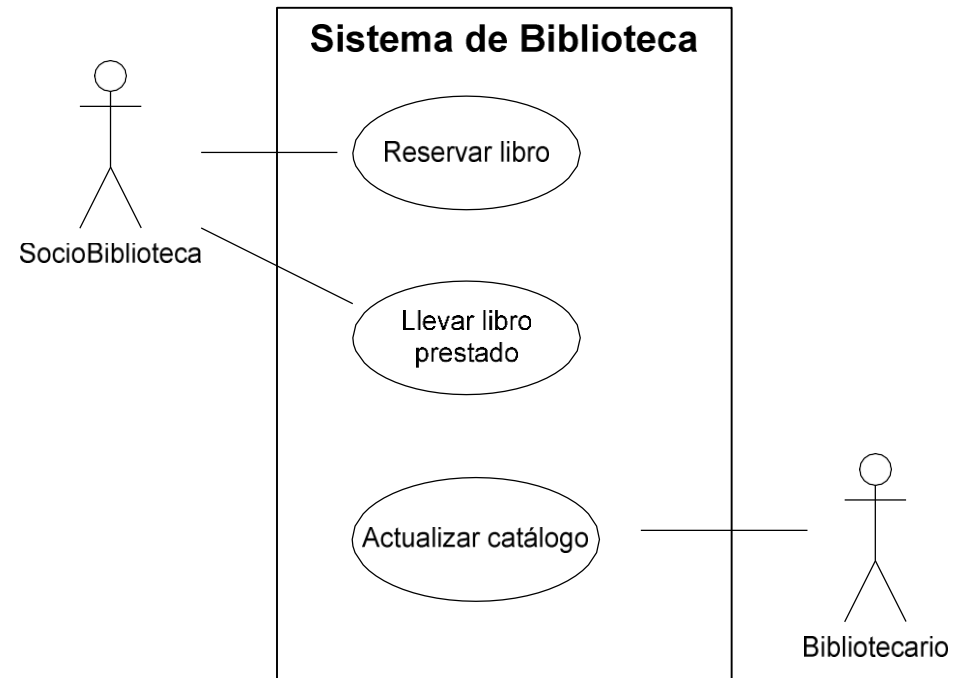 Sistema de Biblioteca
Reservar libro
SocioBiblioteca
Llevar libro
prestado
Actualizar catálogo
Bibliotecario